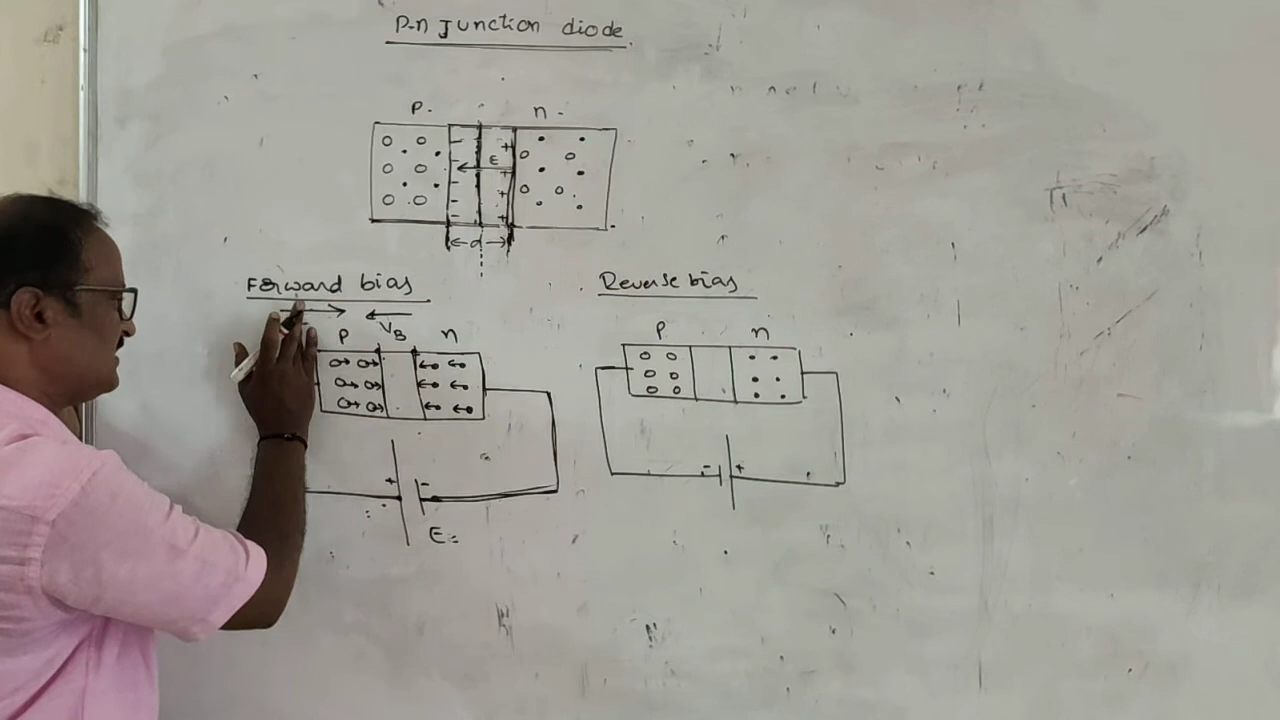 P-n Junction diode
P. n.
- +
E
- +
- +
d
Forward bias
P VB n
+ -
E=
Reverse bias
P n
- +